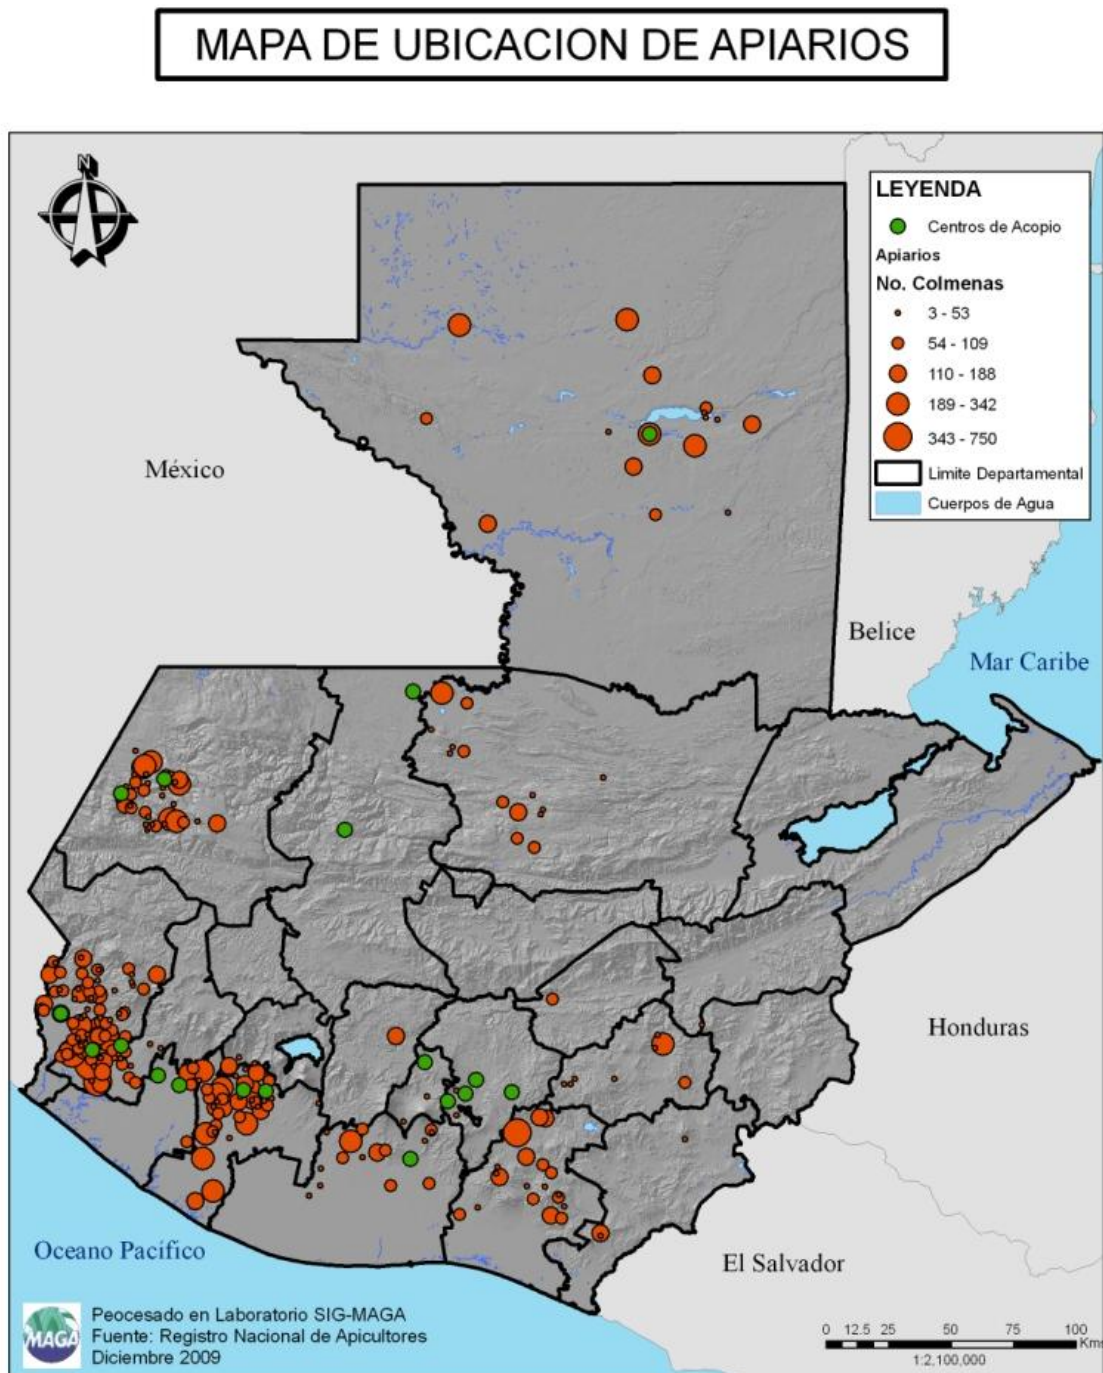 MAPA DE UBICACION DE APIARIOS
N
LEYENDA
Centros de Acopio
Apiarios
No. Colmenas
3 - 53
54 - 109
110 - 188
189 - 342
343 - 750
Limite Departamental
Cuerpos de Agua
México
Belice
Mar Caribe
Honduras
El Salvador
Oceano Pacífico
MAGA
Peocesado en Laboratorio SIG-MAGA
Fuente: Registro Nacional de Apicultores
Diciembre 2009
0 12.5 25 50 75 100
Kms
1:2,100,000